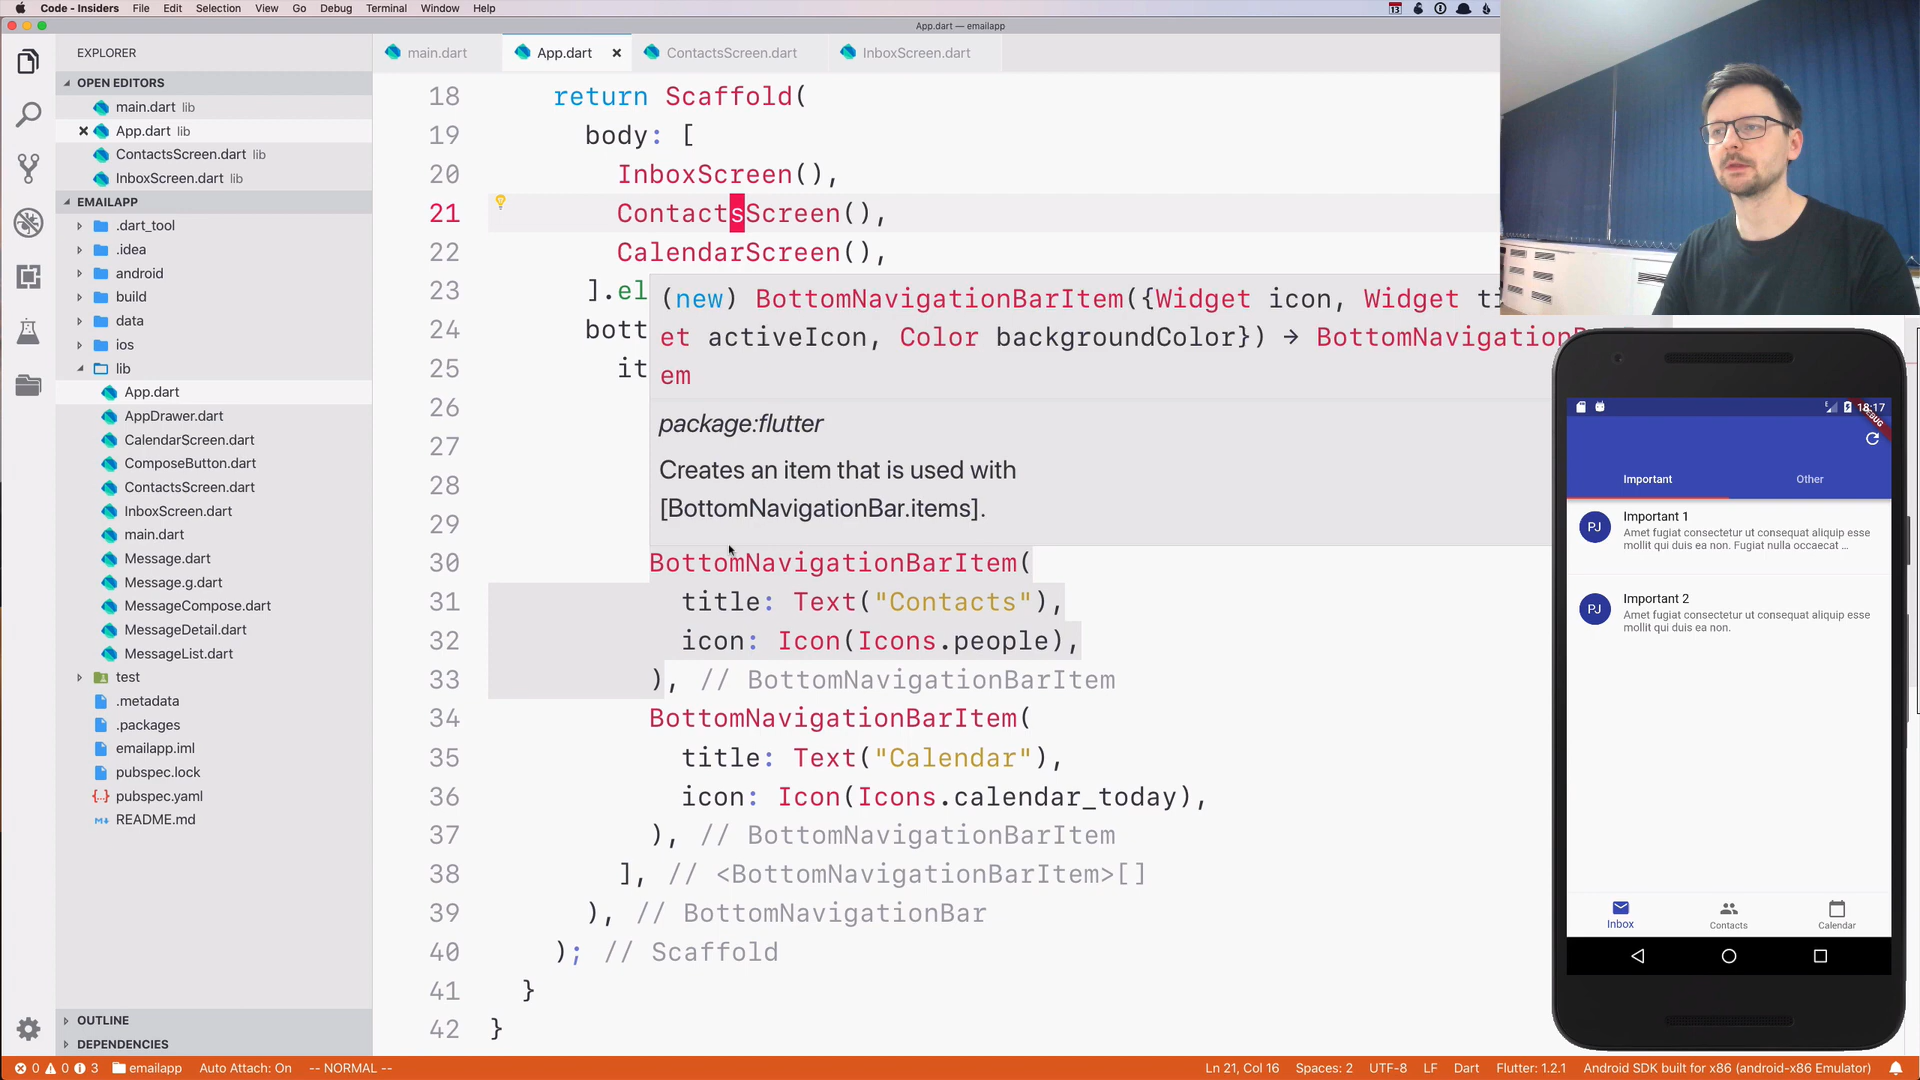 Code - Insiders File Edit Selection View Go Debug Terminal Window Help
13
App.dart — emailapp
EXPLORER
main.dart
App.dart
ContactsScreen.dart
InboxScreen.dart
OPEN EDITORS
main.dart lib
App.dart lib
ContactsScreen.dart lib
InboxScreen.dart lib
EMAILAPP
.dart_tool
.idea
android
build
data
ios
lib
App.dart
AppDrawer.dart
CalendarScreen.dart
ComposeButton.dart
ContactsScreen.dart
InboxScreen.dart
main.dart
Message.dart
Message.g.dart
MessageCompose.dart
MessageDetail.dart
MessageList.dart
test
.metadata
.packages
emailapp.iml
pubspec.lock
pubspec.yaml
README.md
OUTLINE
DEPENDENCIES
18 return Scaffold(
19 body: [
20 InboxScreen(),
21 ContactsScreen(),
22 CalendarScreen(),
23 ].el
24 bott
25 it
26
27
28
29
(new) BottomNavigationBarItem({Widget icon, Widget ti
et activeIcon, Color backgroundColor}) → BottomNavigationB
em
package:flutter
Creates an item that is used with
[BottomNavigationBar.items].
30 BottomNavigationBarItem(
31 title: Text("Contacts"),
32 icon: Icon(Icons.people),
33 ), // BottomNavigationBarItem
34 BottomNavigationBarItem(
35 title: Text("Calendar"),
36 icon: Icon(Icons.calendar_today),
37 ), // BottomNavigationBarItem
38 ], // <BottomNavigationBarItem>[]
39 ), // BottomNavigationBar
40 ); // Scaffold
41 }
42 }
18:17
DEBUG
Important Other
PJ
Important 1
Amet fugiat consectetur ut consequat aliquip esse
mollit qui duis ea non. Fugiat nulla occaecat ...
PJ
Important 2
Amet fugiat consectetur ut consequat aliquip esse
mollit qui duis ea non.
Inbox Contacts Calendar
0 0 3 emailapp Auto Attach: On -- NORMAL -- Ln 21, Col 16 Spaces: 2 UTF-8 LF Dart Flutter: 1.2.1 Android SDK built for x86 (android-x86 Emulator)